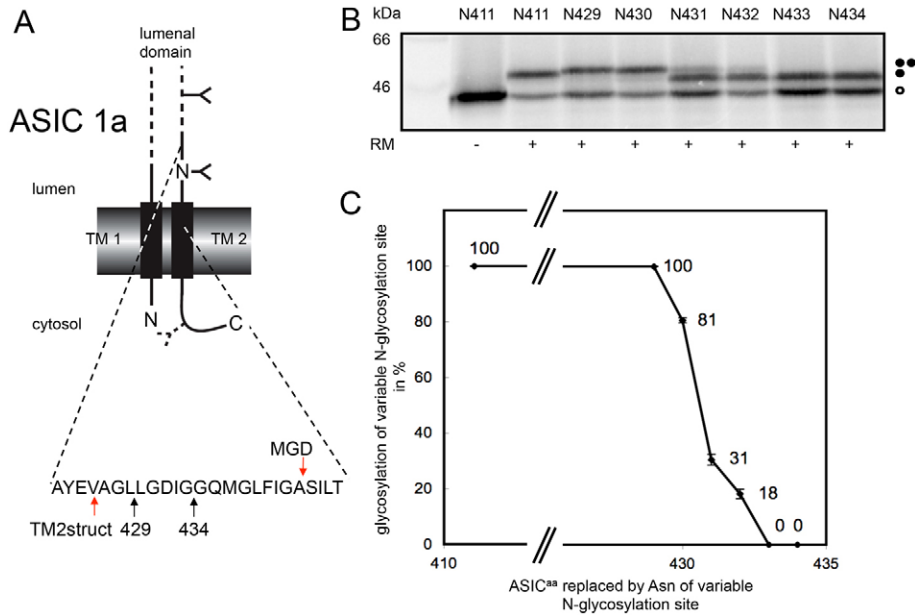 A
lumenal
domain
ASIC 1a
N
lumen
TM 1
TM 2
cytosol
N
C
MGD
AYEVAGLLGDIGGQMGLFIGASILT
TM2struct 429 434
B
kDa N411 N411 N429 N430 N431 N432 N433 N434
66
46
RM - + + + + + + +
C
glycosylation of variable N-glycosylation site
in %
100
80
60
40
20
0
100
100
81
31
18
0 0
410 430 435
ASICaa replaced by Asn of variable
N-glycosylation site